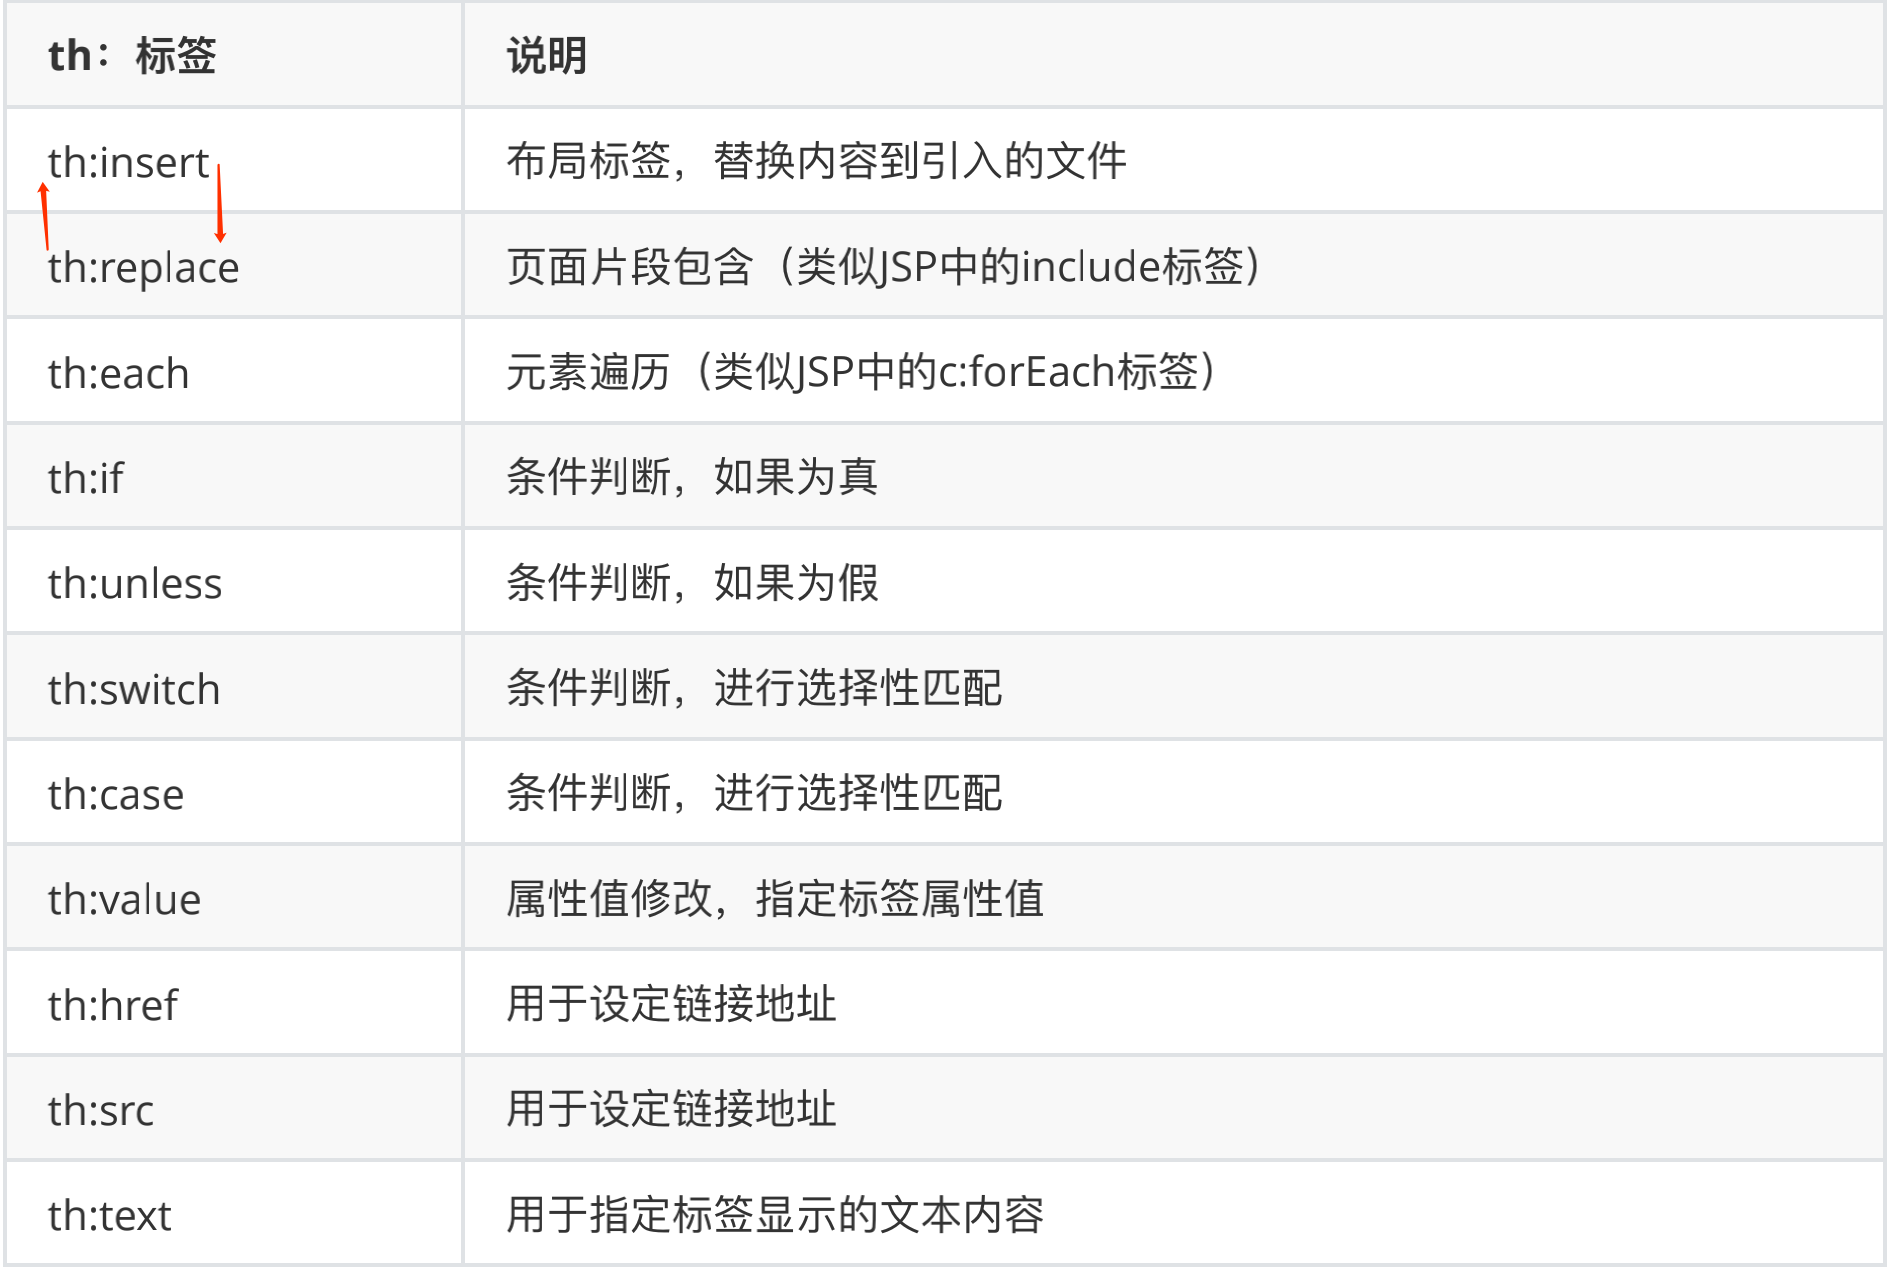 th：标签 说明
th:insert 布局标签，替换内容到引入的文件
th:replace 页面片段包含（类似JSP中的include标签）
th:each 元素遍历（类似JSP中的c:forEach标签）
th:if 条件判断，如果为真
th:unless 条件判断，如果为假
th:switch 条件判断，进行选择性匹配
th:case 条件判断，进行选择性匹配
th:value 属性值修改，指定标签属性值
th:href 用于设定链接地址
th:src 用于设定链接地址
th:text 用于指定标签显示的文本内容